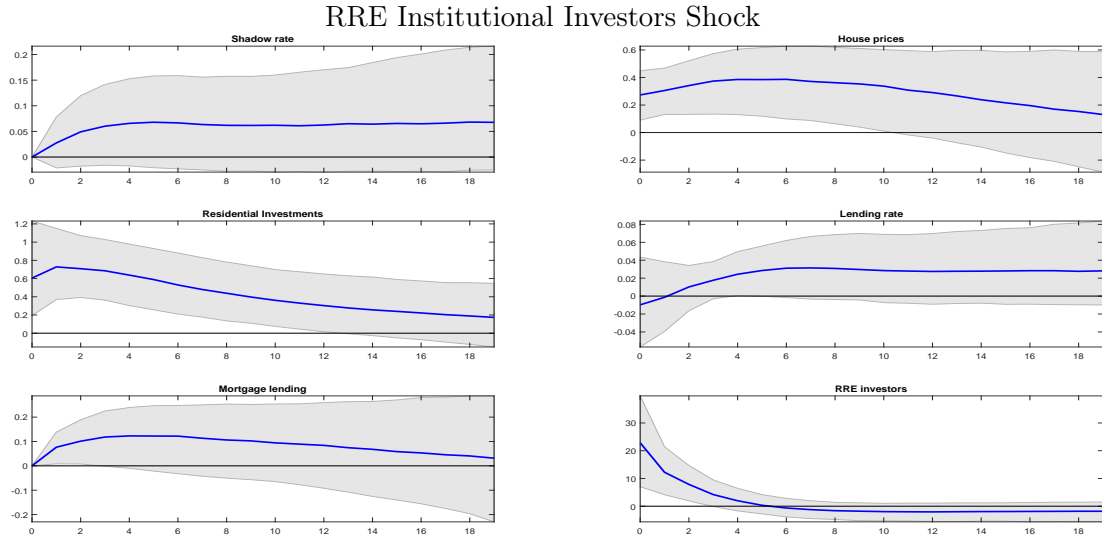 RRE Institutional Investors Shock
Shadow rate
0.2
0.15
0.1
0.05
0
0 2 4 6 8 10 12 14 16 18
House prices
0.6
0.4
0.2
0
-0.2
0 2 4 6 8 10 12 14 16 18
Residential Investments
1.2
1
0.8
0.6
0.4
0.2
0
0 2 4 6 8 10 12 14 16 18
Lending rate
0.08
0.06
0.04
0.02
0
-0.02
-0.04
0 2 4 6 8 10 12 14 16 18
Mortgage lending
0.2
0.1
0
-0.1
-0.2
0 2 4 6 8 10 12 14 16 18
RRE investors
30
20
10
0
0 2 4 6 8 10 12 14 16 18